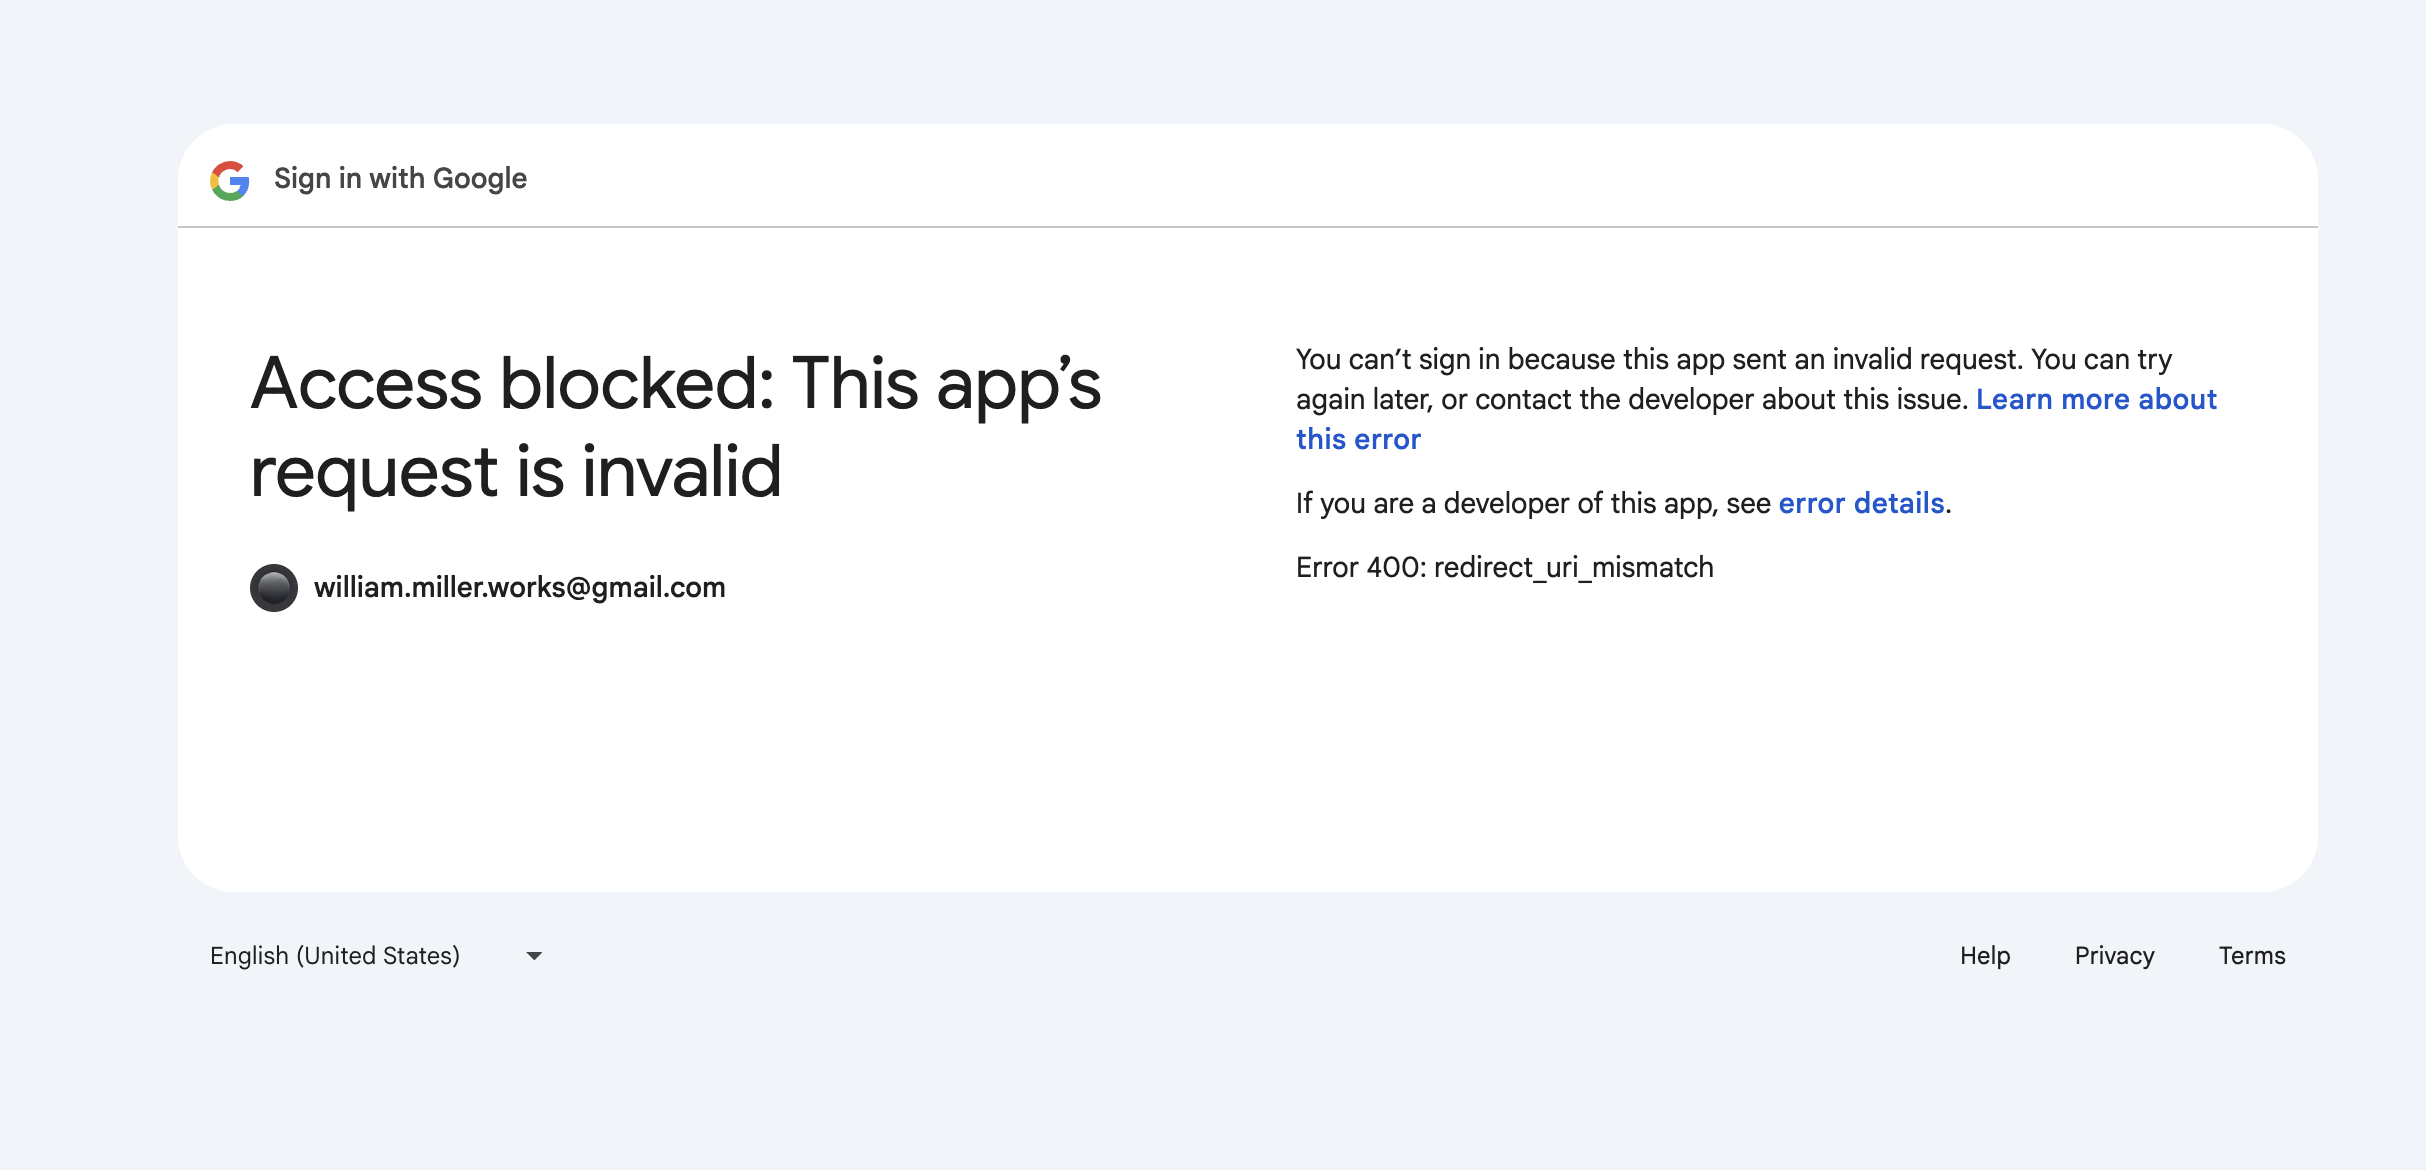 Sign in with Google
Access blocked: This app’s
request is invalid
william.miller.works@gmail.com
You can’t sign in because this app sent an invalid request. You can try
again later, or contact the developer about this issue. Learn more about
this error
If you are a developer of this app, see error details.
Error 400: redirect_uri_mismatch
English (United States)
Help
Privacy
Terms